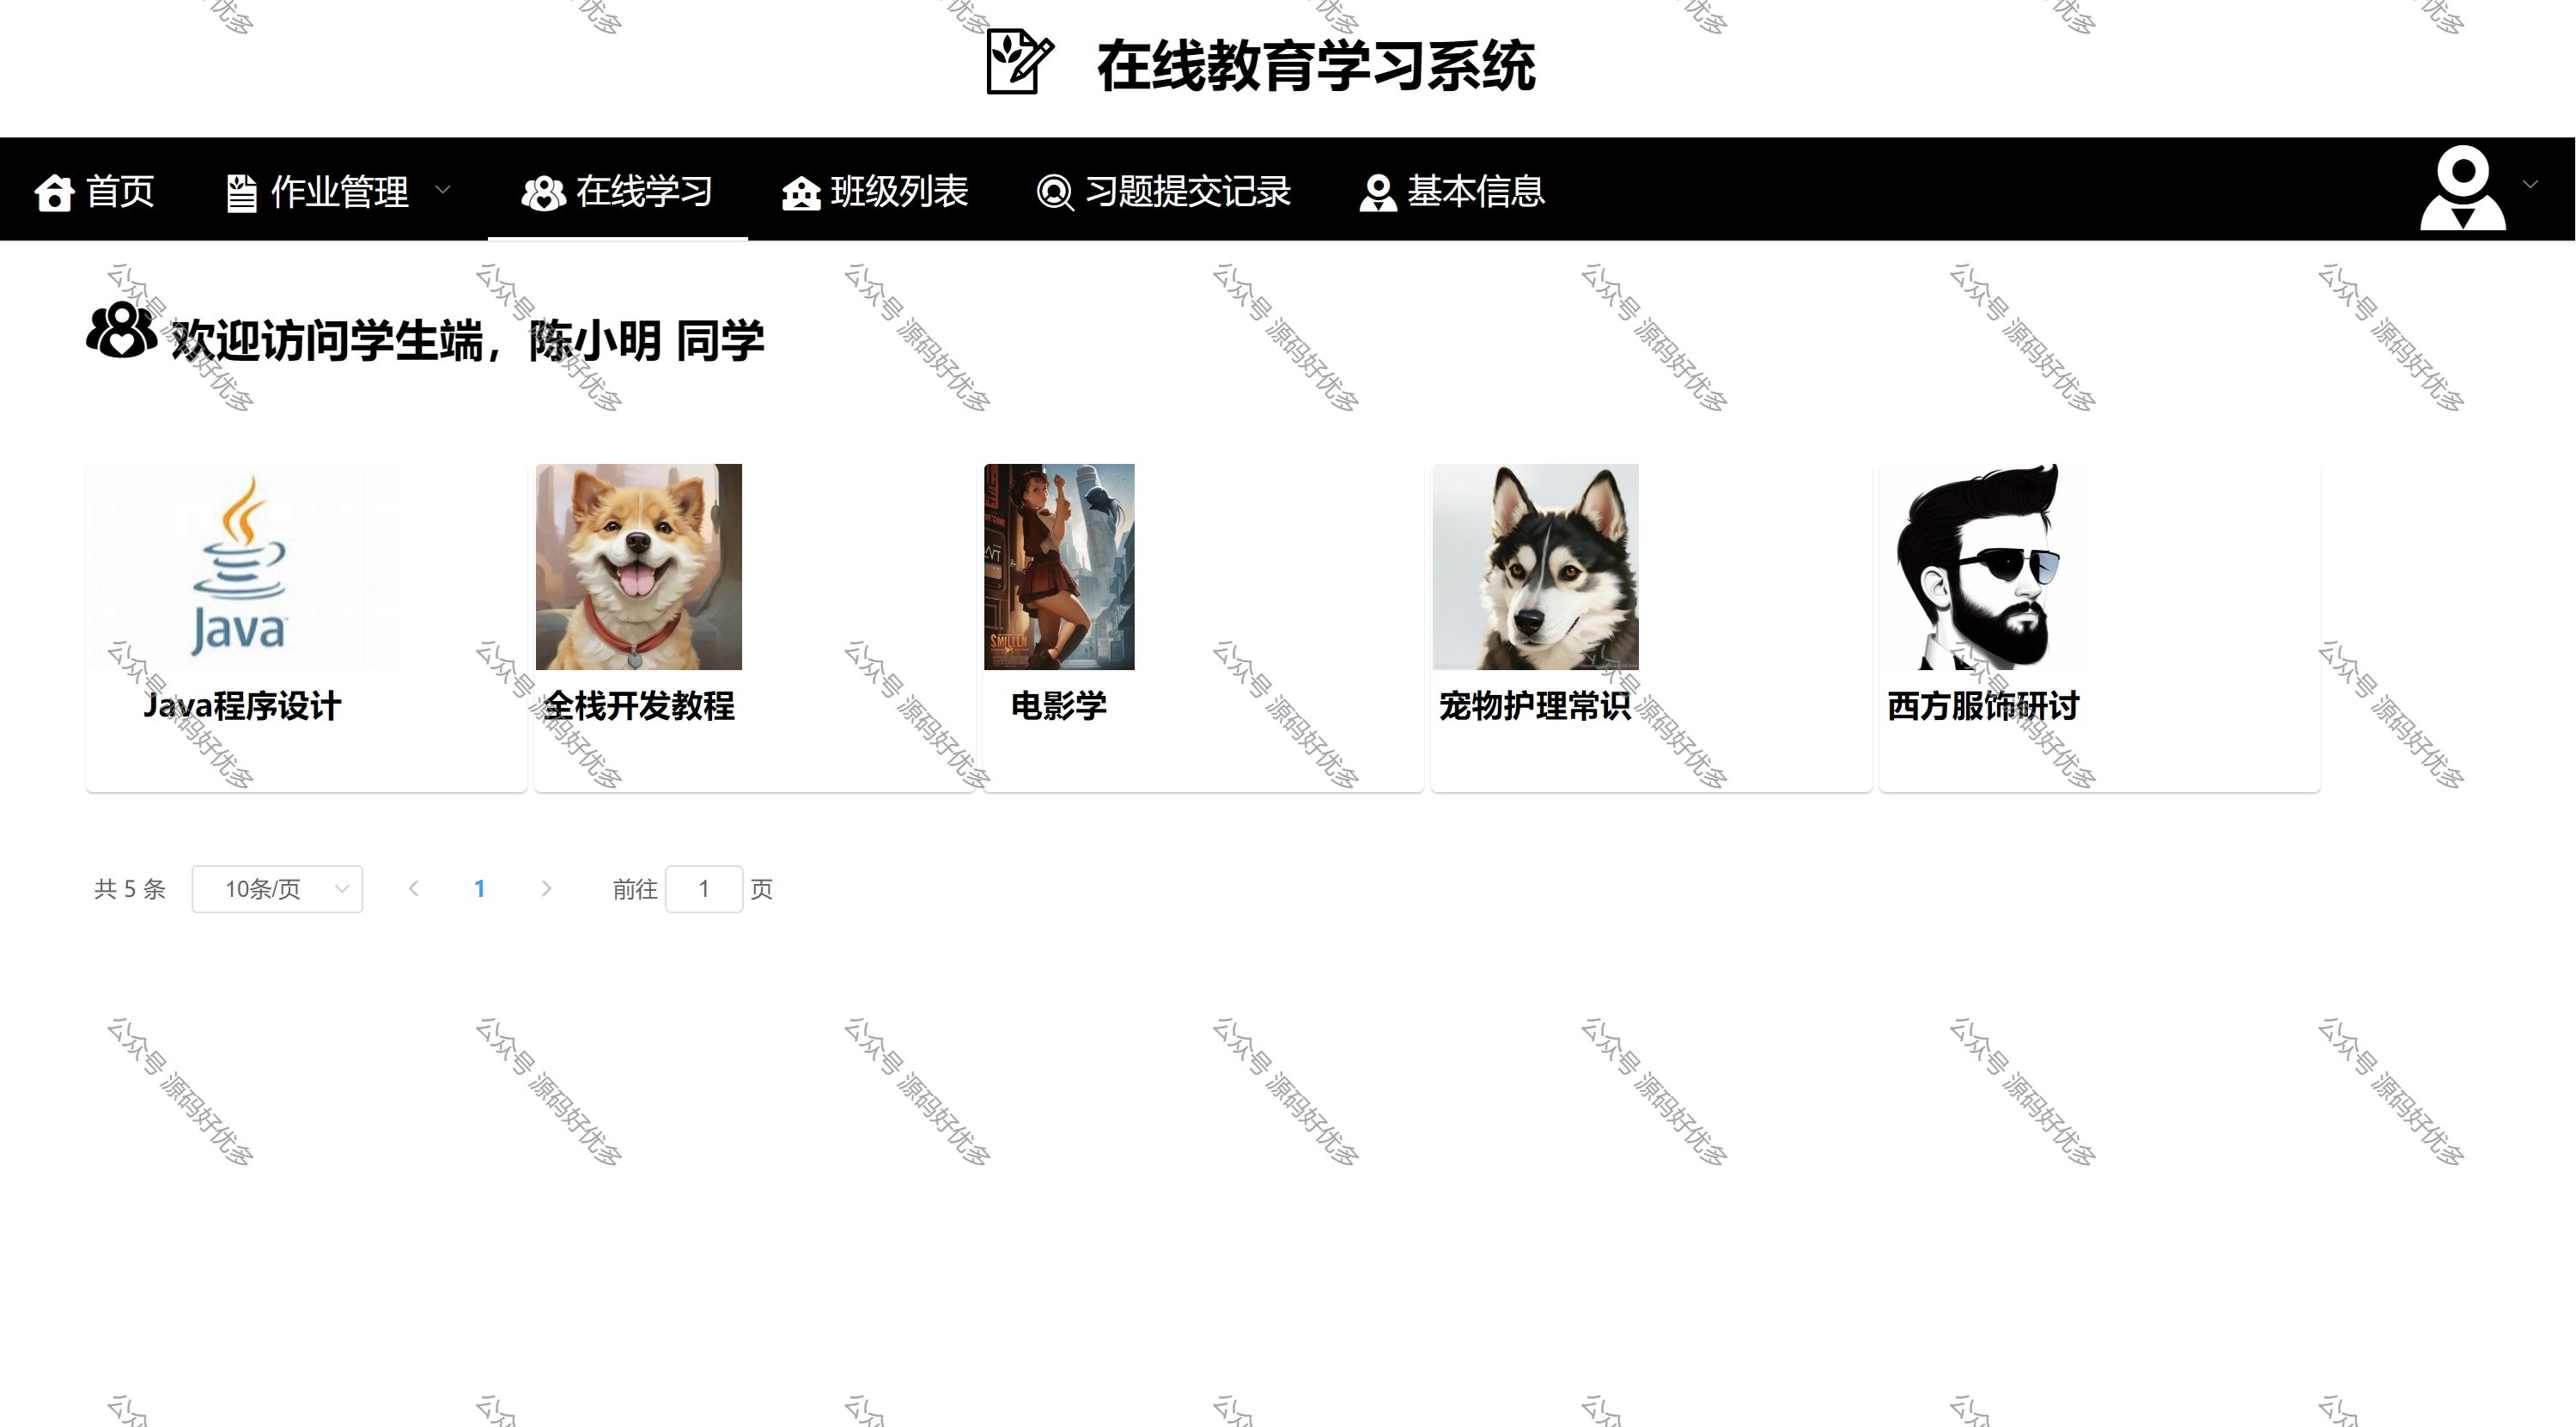 在线教育学习系统
首页 作业管理 在线学习 班级列表 习题提交记录 基本信息
欢迎访问学生端，陈小明 同学
Java
SMILLEN
Java程序设计 全栈开发教程 电影学 宠物护理常识 西方服饰研讨
共 5 条 10条/页 1 前往 1 页
公众号 源码好优多